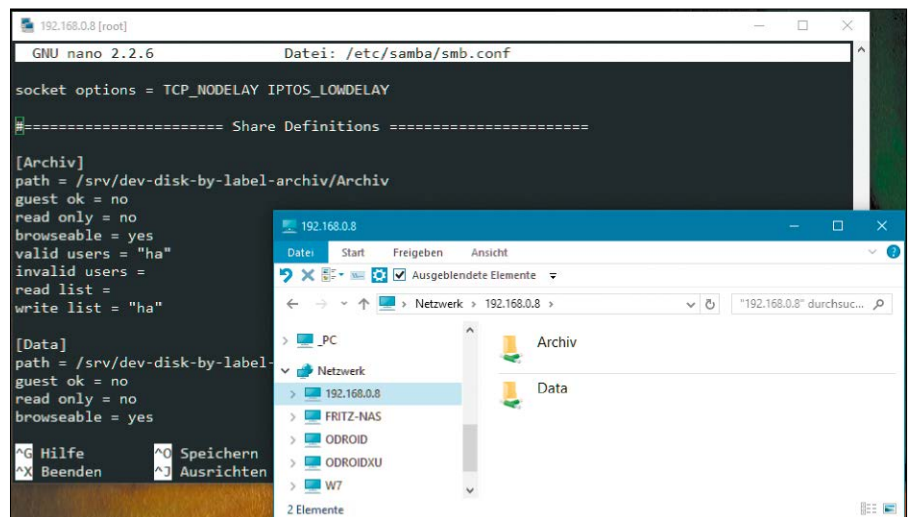 192.168.0.8 [root]
GNU nano 2.2.6 Datei: /etc/samba/smb.conf
socket options = TCP_NODELAY IPTOS_LOWDELAY
#======================= Share Definitions =======================
[Archiv]
path = /srv/dev-disk-by-label-archiv/Archiv
guest ok = no
read only = no
browseable = yes
valid users = "ha"
invalid users =
read list =
write list = "ha"
[Data]
path = /srv/dev-disk-by-label-
guest ok = no
read only = no
browseable = yes
^G Hilfe ^O Speichern
^X Beenden ^J Ausrichten
192.168.0.8
Datei Start Freigeben Ansicht
Ausgeblendete Elemente
Netzwerk > 192.168.0.8 >
"192.168.0.8" durchsuc...
_PC
Netzwerk
192.168.0.8
FRITZ-NAS
ODROID
ODROIDXU
W7
Archiv
Data
2 Elemente